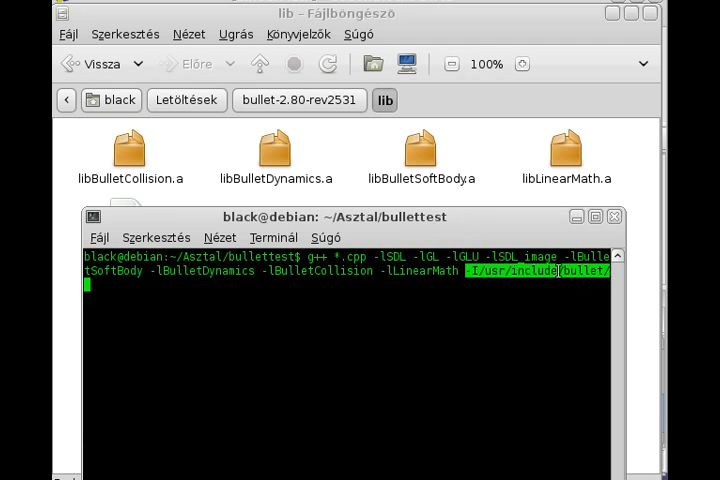 lib – Fájlböngésző
Fájl Szerkesztés Nézet Ugrás Könyvjelzők Súgó
Vissza Előre 100%
black Letöltések bullet-2.80-rev2531 lib
libBulletCollision.a libBulletDynamics.a libBulletSoftBody.a libLinearMath.a
black@debian: ~/Asztal/bullettest
Fájl Szerkesztés Nézet Terminál Súgó
black@debian:~/Asztal/bullettest$ g++ *.cpp -lSDL -lGL -lGLU -lSDL_image -lBulle
tSoftBody -lBulletDynamics -lBulletCollision -lLinearMath -I/usr/include/bullet/